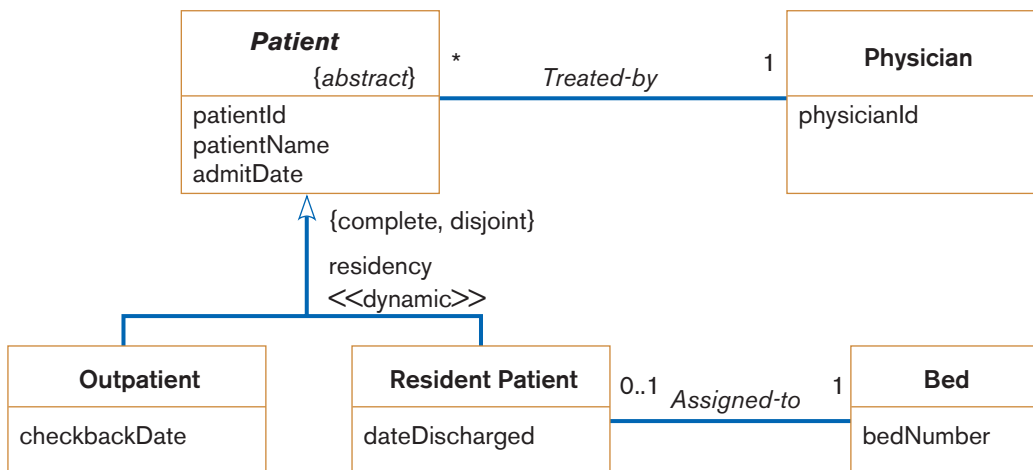 Patient
{abstract}
patientId
patientName
admitDate
*
Treated-by
1
Physician
physicianId
{complete, disjoint}
residency
<<dynamic>>
Outpatient
checkbackDate
Resident Patient
dateDischarged
0..1
Assigned-to
1
Bed
bedNumber